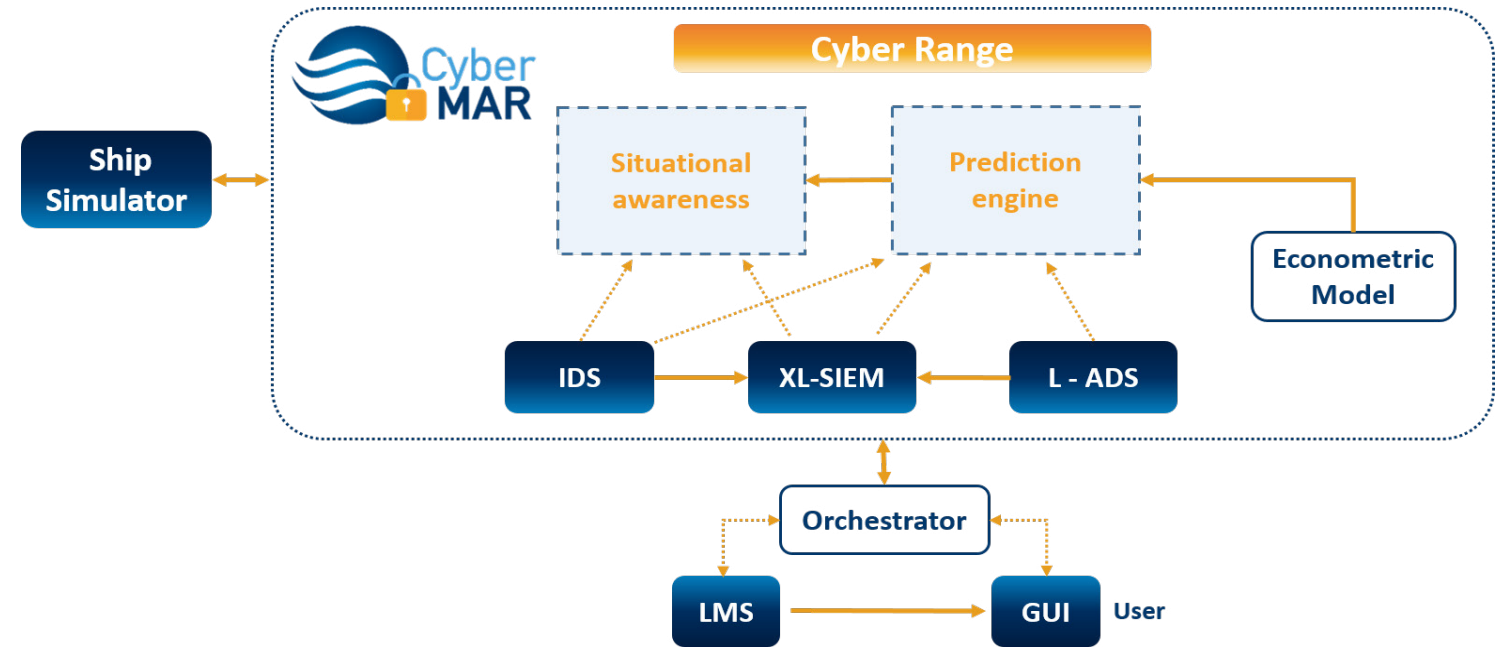 Cyber
MAR
Cyber Range
Ship
Simulator
Situational
awareness
Prediction
engine
Econometric
Model
IDS
XL-SIEM
L - ADS
Orchestrator
LMS
GUI
User